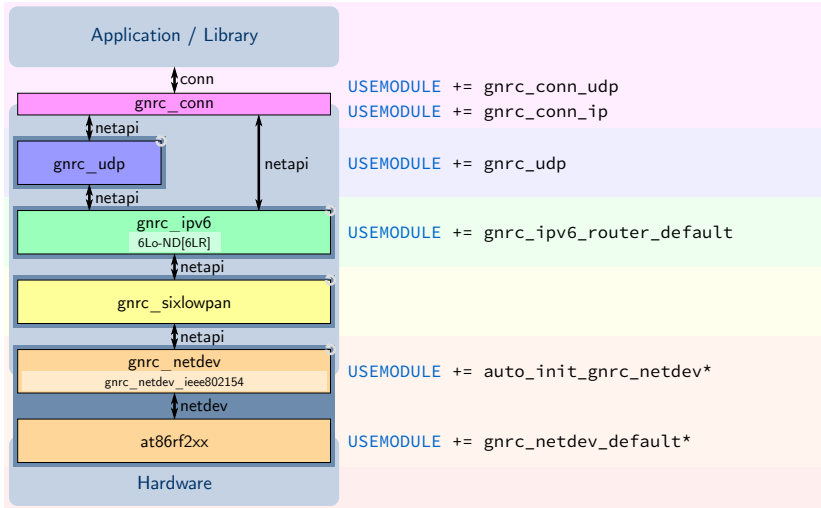 Application / Library
conn
gnrc_conn
USEMODULE += gnrc_conn_udp
USEMODULE += gnrc_conn_ip
netapi
gnrc_udp
netapi
USEMODULE += gnrc_udp
netapi
gnrc_ipv6
6Lo-ND[6LR]
USEMODULE += gnrc_ipv6_router_default
netapi
gnrc_sixlowpan
netapi
gnrc_netdev
gnrc_netdev_ieee802154
USEMODULE += auto_init_gnrc_netdev*
netdev
at86rf2xx
USEMODULE += gnrc_netdev_default*
Hardware